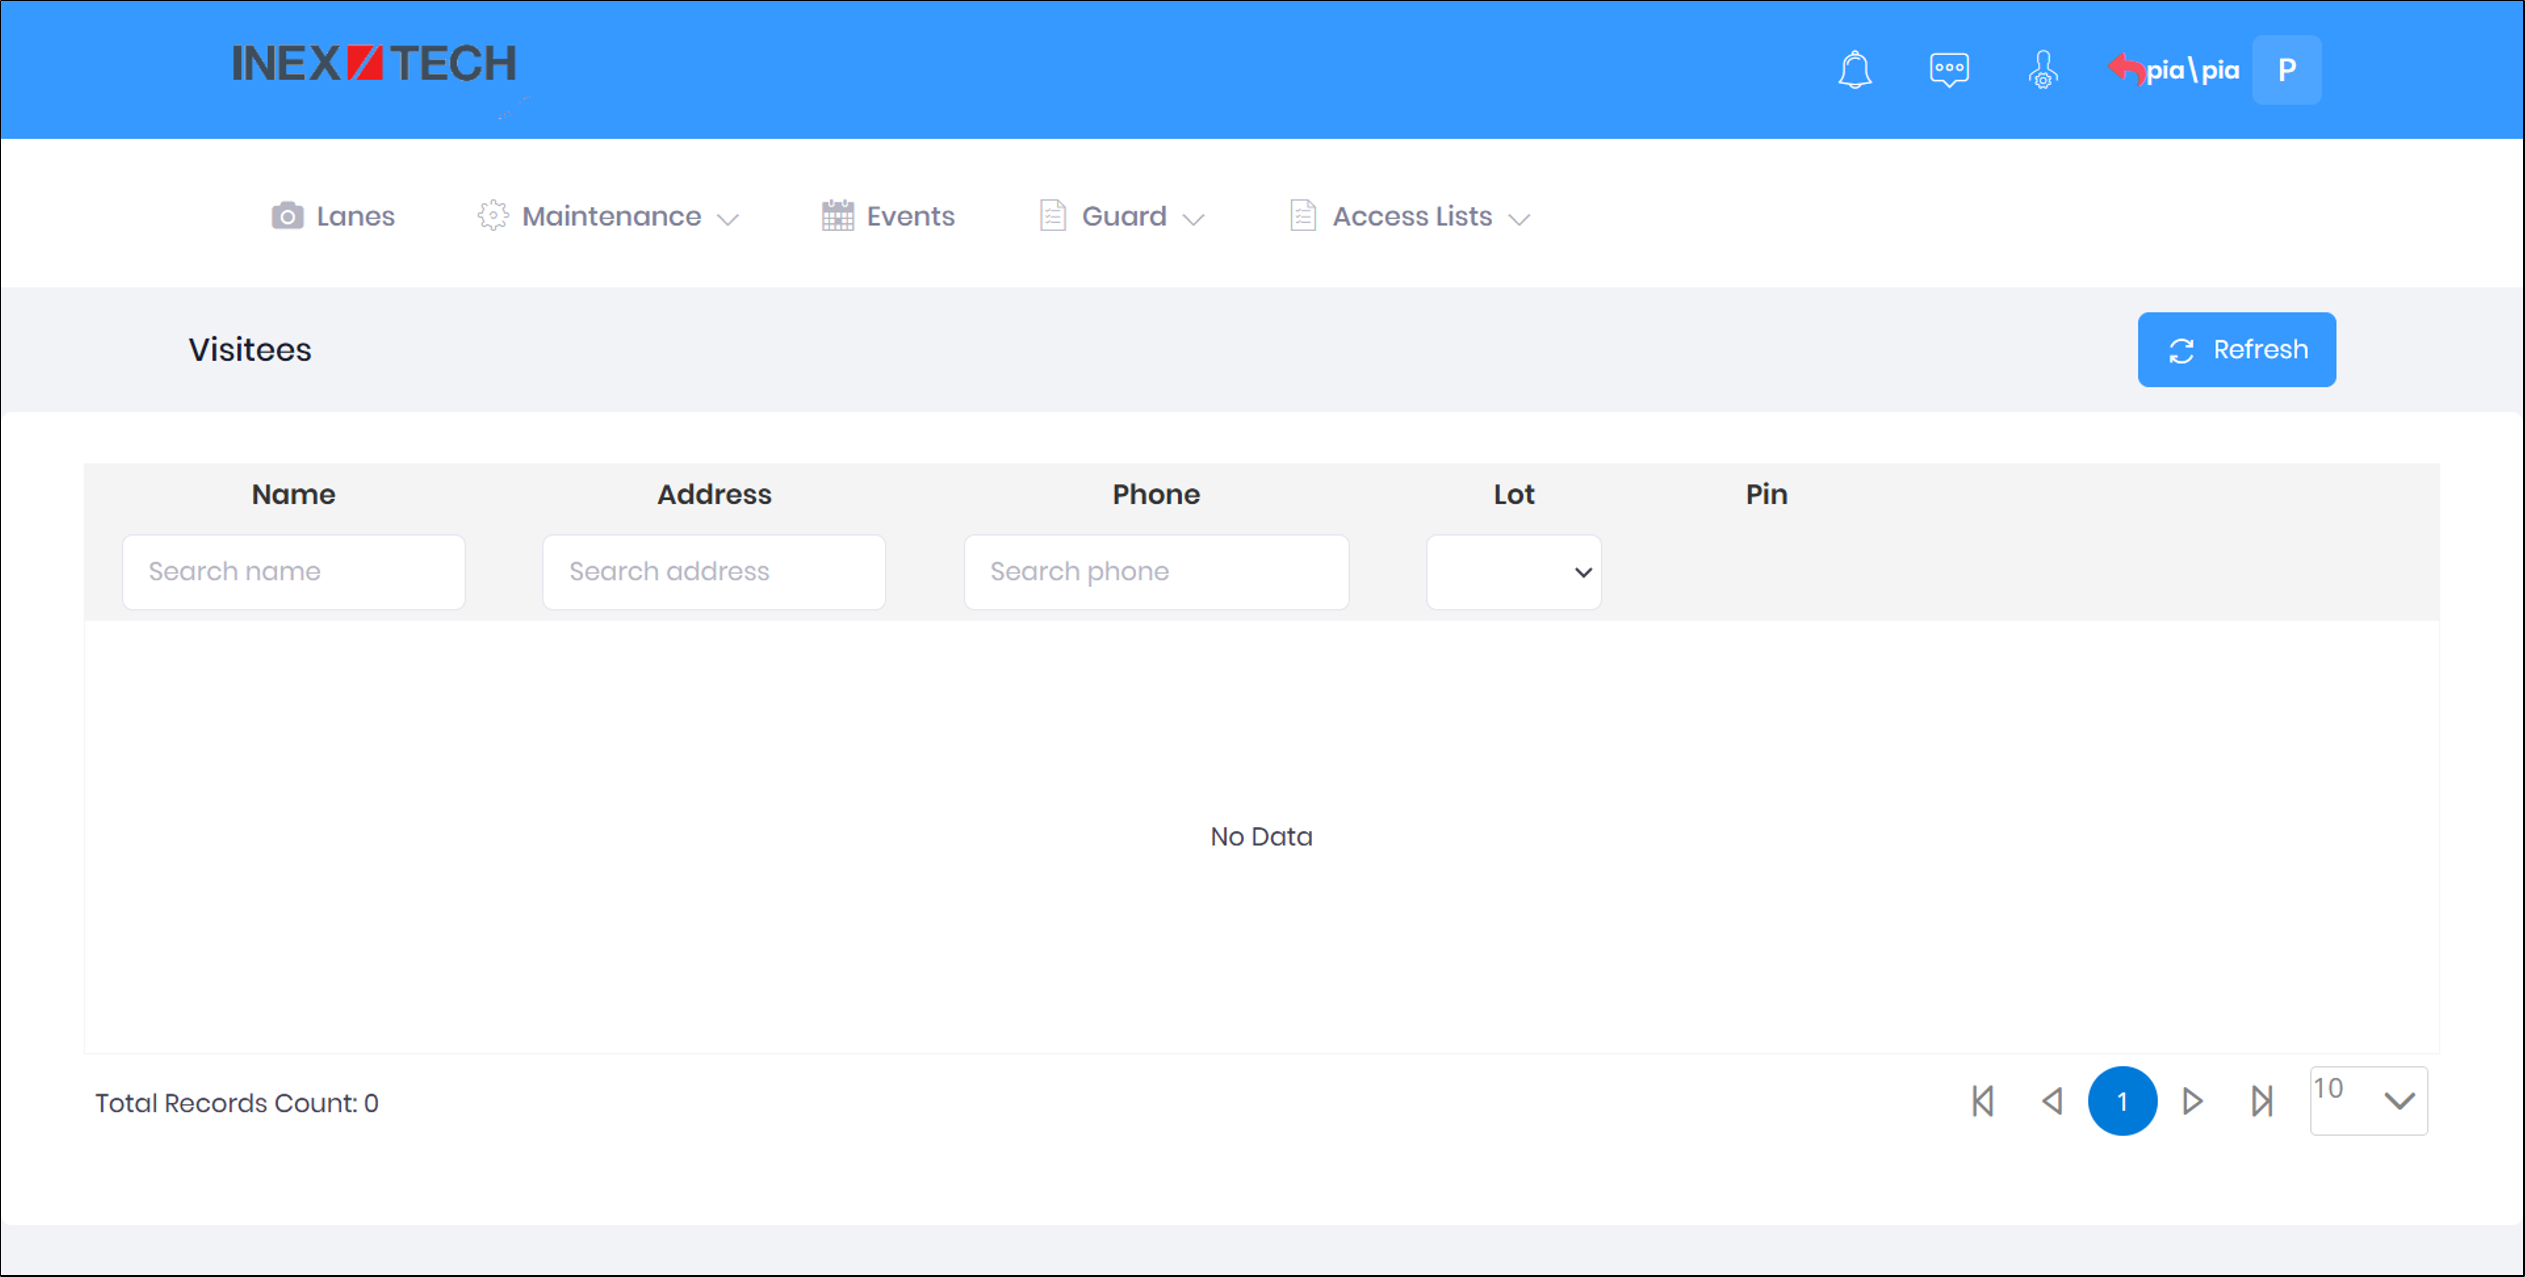 INEX TECH
pia\pia P
Lanes Maintenance Events Guard Access Lists
Visitees
Refresh
Name Address Phone Lot Pin
Search name Search address Search phone
No Data
Total Records Count: 0
1
10